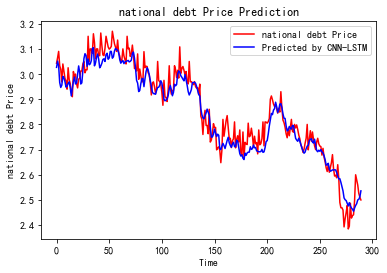 national debt Price Prediction
national debt Price
Predicted by CNN-LSTM
national debt Price
3.2
3.1
3.0
2.9
2.8
2.7
2.6
2.5
2.4
0 50 100 150 200 250 300
Time